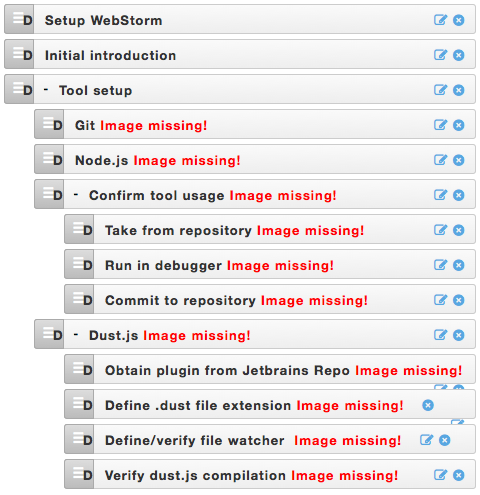 D Setup WebStorm
D Initial introduction
D - Tool setup
D Git Image missing!
D Node.js Image missing!
D - Confirm tool usage Image missing!
D Take from repository Image missing!
D Run in debugger Image missing!
D Commit to repository Image missing!
D - Dust.js Image missing!
D Obtain plugin from Jetbrains Repo Image missing!
D Define .dust file extension Image missing!
D Define/verify file watcher Image missing!
D Verify dust.js compilation Image missing!